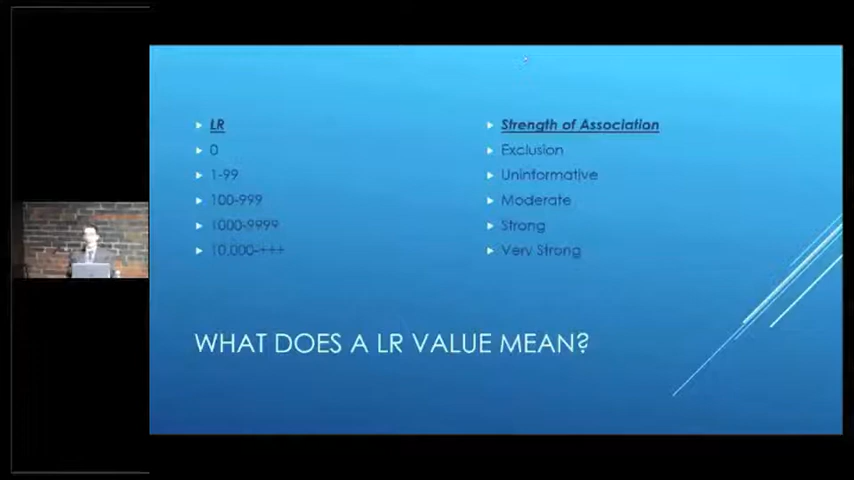 LR
0
1-99
100-999
1000-9999
10,000-+++
Strength of Association
Exclusion
Uninformative
Moderate
Strong
Very Strong
WHAT DOES A LR VALUE MEAN?